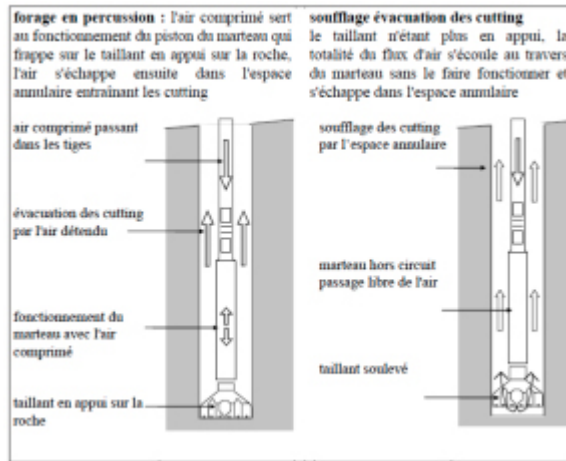 forage en percussion : l'air comprimé sert
au fonctionnement du piston du marteau qui
frappe sur le taillant en appui sur la roche,
l'air s'échappe ensuite dans l'espace
annulaire entraînant les cutting
air comprimé passant
dans les tiges
évacuation des cutting
par l'air détendu
fonctionnement du
marteau avec l'air
comprimé
taillant en appui sur la
roche
soufflage évacuation des cutting
le taillant n'étant plus en appui, la
totalité du flux d'air s'écoule au travers
du marteau sans le faire fonctionner et
s'échappe dans l'espace annulaire
soufflage des cutting
par l'espace annulaire
marteau hors circuit
passage libre de l'air
taillant soulevé